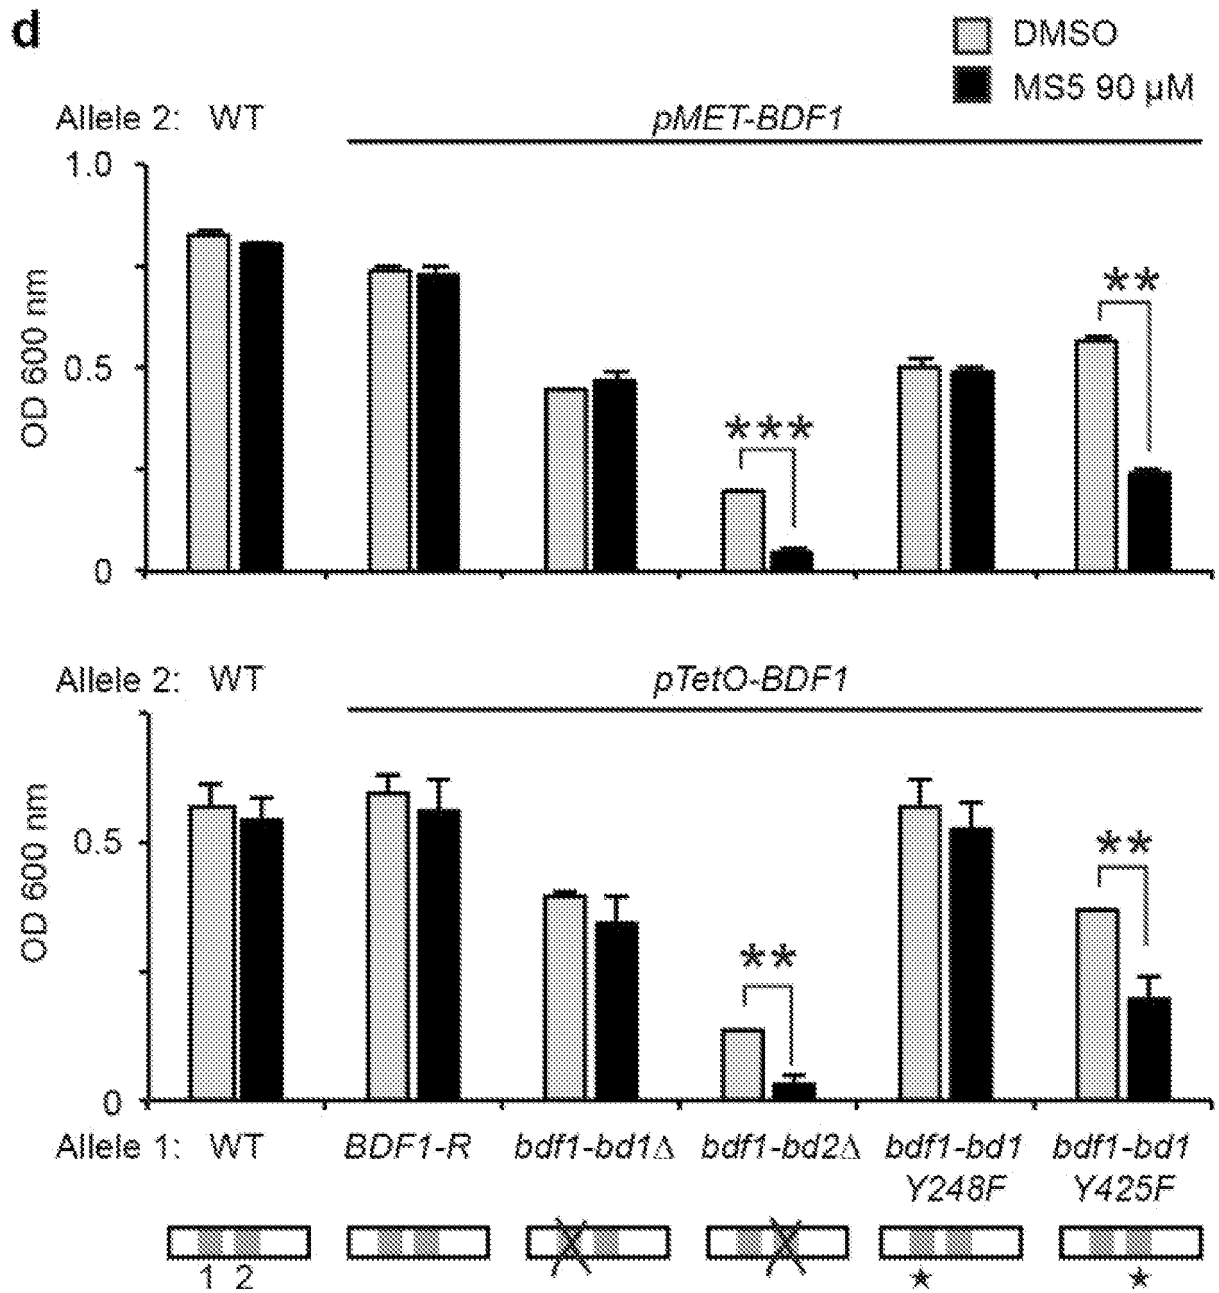 d
DMSO
MS5 90 µM
Allele 2: WT pMET-BDF1
1.0
0.5
0
OD 600 nm
***
**
Allele 2: WT pTetO-BDF1
0.5
0
OD 600 nm
**
**
Allele 1: WT BDF1-R bdf1-bd1Δ bdf1-bd2Δ bdf1-bd1 bdf1-bd1
Y248F Y425F
1 2